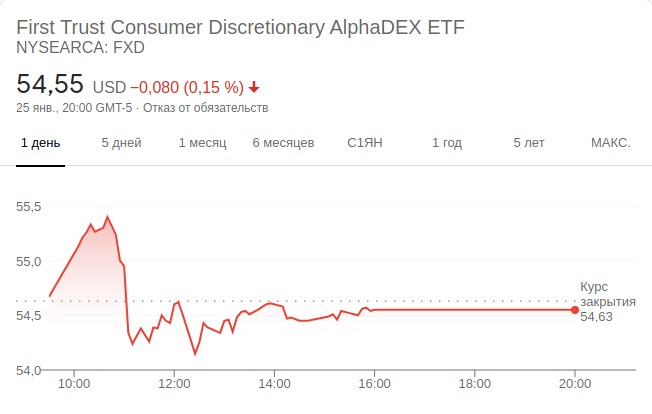 First Trust Consumer Discretionary AlphaDEX ETF
NYSEARCA: FXD
54,55 USD −0,080 (0,15 %)
25 янв., 20:00 GMT-5 · Отказ от обязательств
1 день 5 дней 1 месяц 6 месяцев С1ЯН 1 год 5 лет МАКС.
55,5
55,0
54,5
54,0
Курс
закрытия
54,63
10:00 12:00 14:00 16:00 18:00 20:00